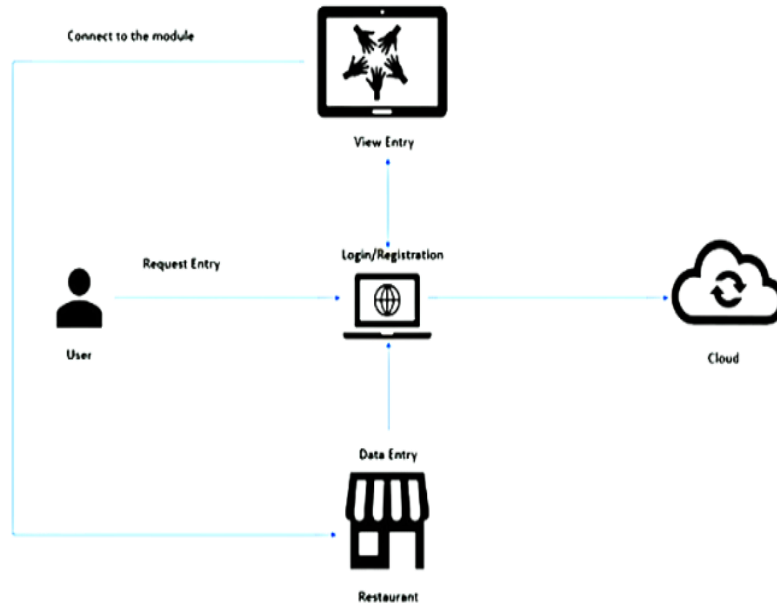 Connect to the module
View Entry
Login/Registration
Request Entry
User
Cloud
Data Entry
Restaurant